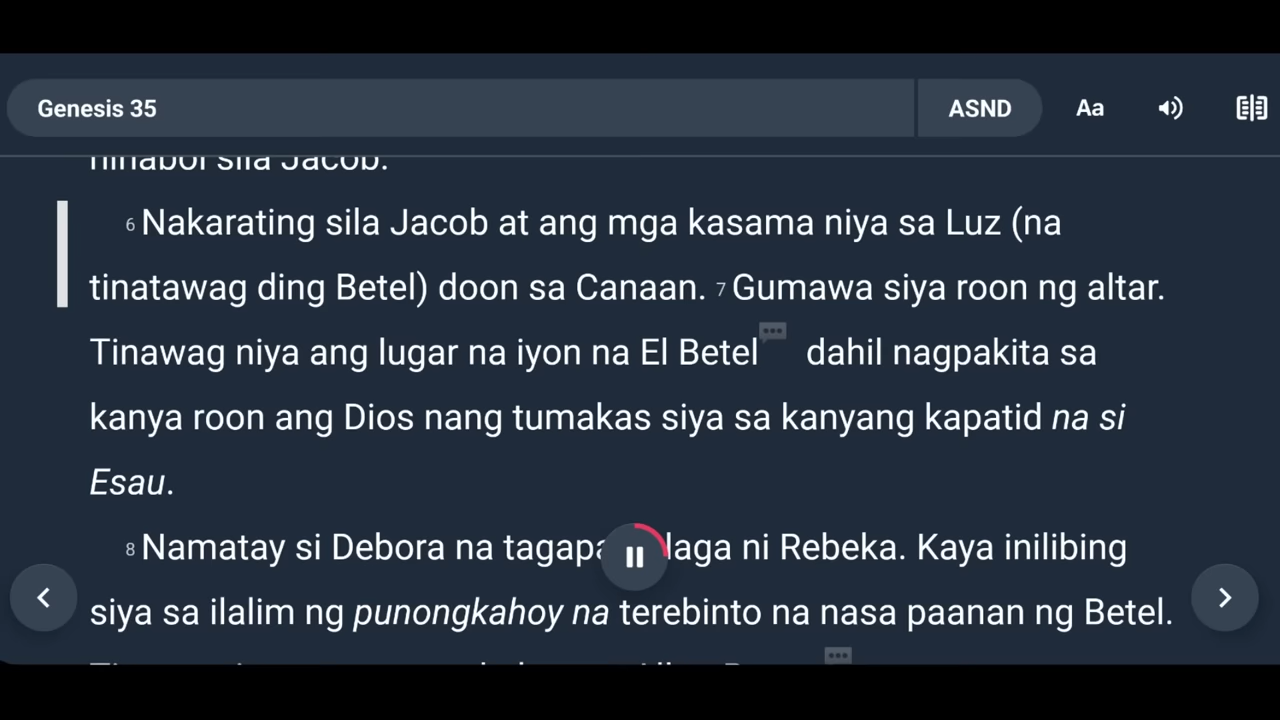 Genesis 35
ASND
Aa
hinabol sila Jacob.
6 Nakarating sila Jacob at ang mga kasama niya sa Luz (na
tinatawag ding Betel) doon sa Canaan. 7 Gumawa siya roon ng altar.
Tinawag niya ang lugar na iyon na El Betel dahil nagpakita sa
kanya roon ang Dios nang tumakas siya sa kanyang kapatid na si
Esau.
8 Namatay si Debora na ni Rebeka. Kaya inilibing
siya sa ilalim ng punongkahoy na terebinto na nasa paanan ng Betel.